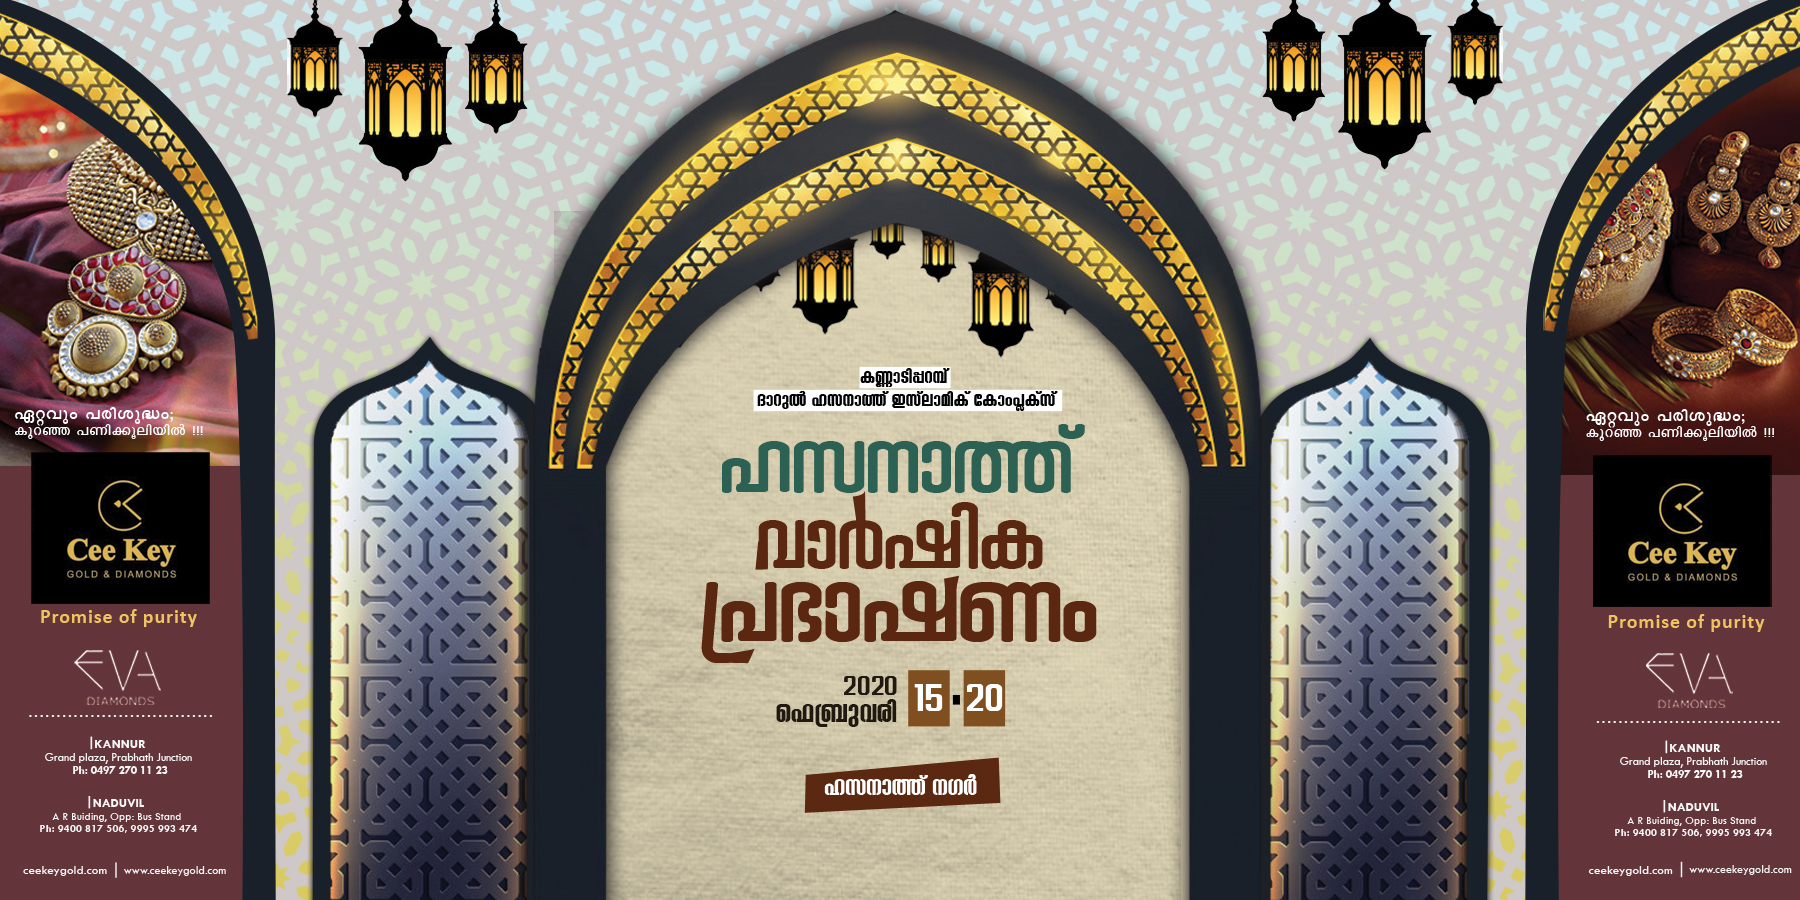 ഏറ്റവും പരിശുദ്ധം;
കുറഞ്ഞ പണിക്കൂലിയിൽ !!!
Cee Key
GOLD & DIAMONDS
Promise of purity
EVA
DIAMONDS
KANNUR
Grand plaza, Prabhath Junction
Ph: 0497 270 11 23
NADUVIL
A R Buiding, Opp: Bus Stand
Ph: 9400 817 506, 9995 993 474
ceekeygold.com | www.ceekeygold.com
കണ്ണാടിപ്പറമ്പ്
ദാറുൽ ഹസനാത്ത് ഇസ്‌ലാമിക് കോംപ്ലക്സ്
ഹസനാത്ത്
വാർഷിക
പ്രഭാഷണം
2020
ഫെബ്രുവരി 15-20
ഹസനാത്ത് നഗർ
ഏറ്റവും പരിശുദ്ധം;
കുറഞ്ഞ പണിക്കൂലിയിൽ !!!
Cee Key
GOLD & DIAMONDS
Promise of purity
EVA
DIAMONDS
KANNUR
Grand plaza, Prabhath Junction
Ph: 0497 270 11 23
NADUVIL
A R Buiding, Opp: Bus Stand
Ph: 9400 817 506, 9995 993 474
ceekeygold.com | www.ceekeygold.com